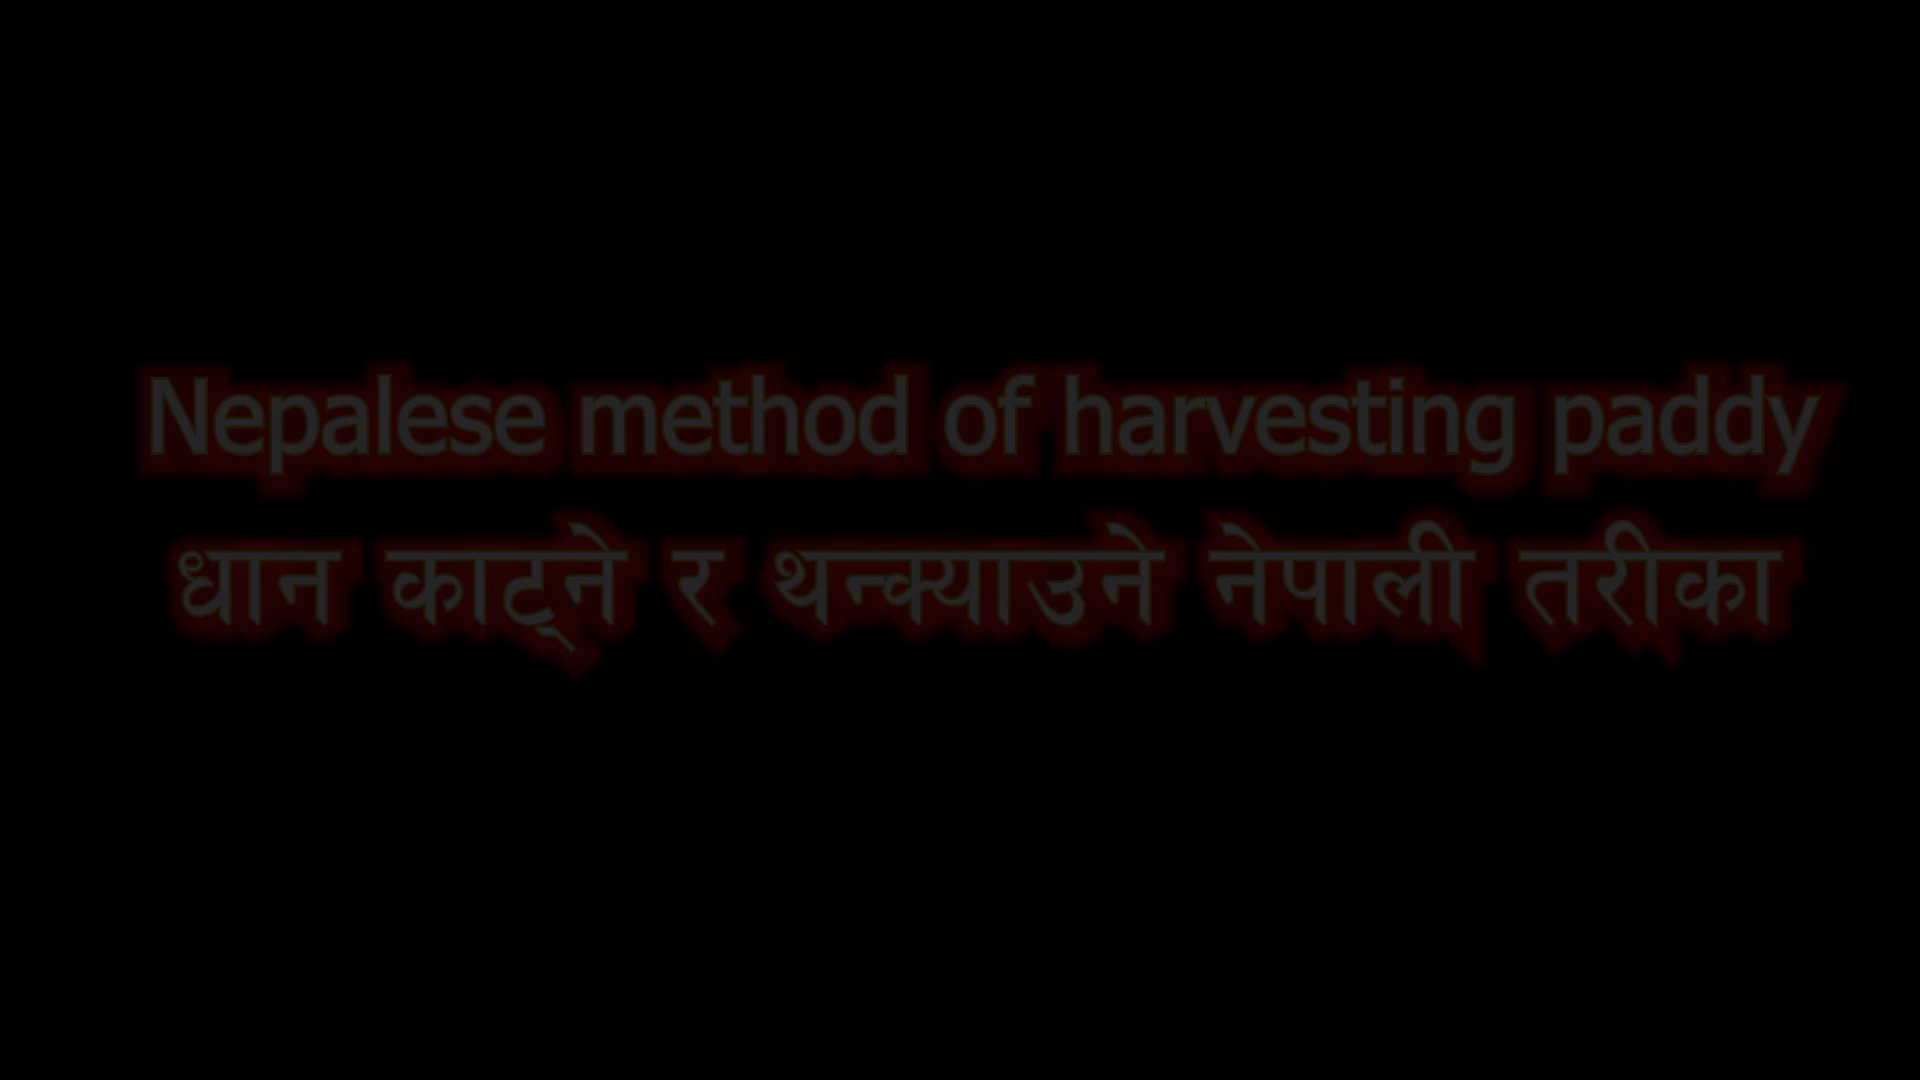 Nepalese method of harvesting paddy
धान काट्ने र थन्क्याउने नेपाली तरीका